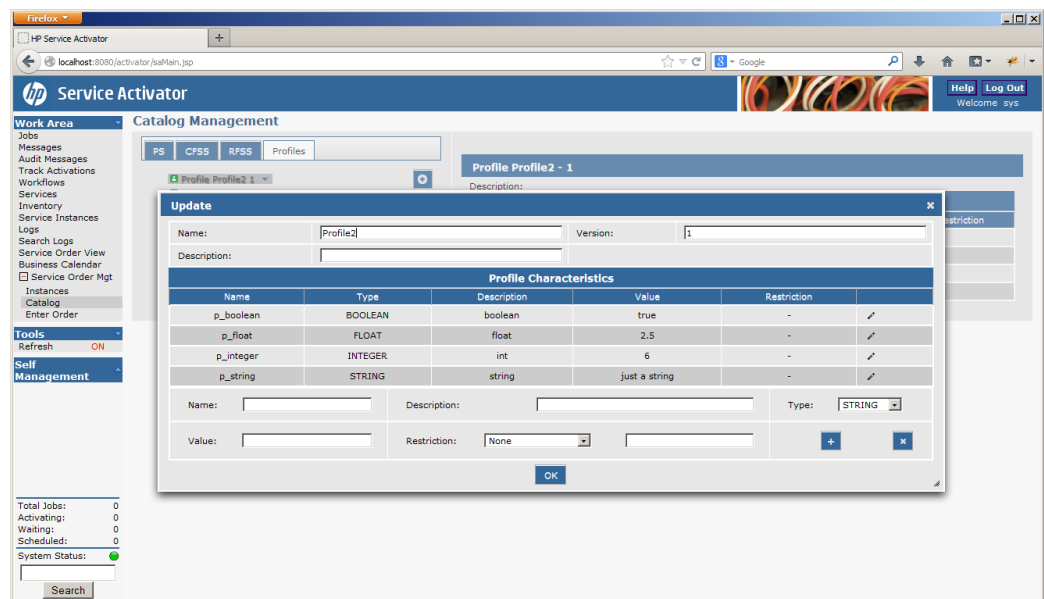 Firefox
HP Service Activator
+
localhost:8080/activator/saMain.jsp
Google
hp Service Activator
Help Log Out
Welcome sys
Work Area
Jobs
Messages
Audit Messages
Track Activations
Workflows
Services
Inventory
Service Instances
Logs
Search Logs
Service Order View
Business Calendar
Service Order Mgt
Instances
Catalog
Enter Order
Tools
Refresh ON
Self
Management
Total Jobs: 0
Activating: 0
Waiting: 0
Scheduled: 0
System Status:
Search
Catalog Management
PS CFSS RFSS Profiles
Profile Profile2 1
Profile Profile2 - 1
Description:
Update
Name: Profile2 Version: 1
Description:
Profile Characteristics
Name Type Description Value Restriction
p_boolean BOOLEAN boolean true -
p_float FLOAT float 2.5 -
p_integer INTEGER int 6 -
p_string STRING string just a string -
Name: Description: Type: STRING
Value: Restriction: None + x
OK